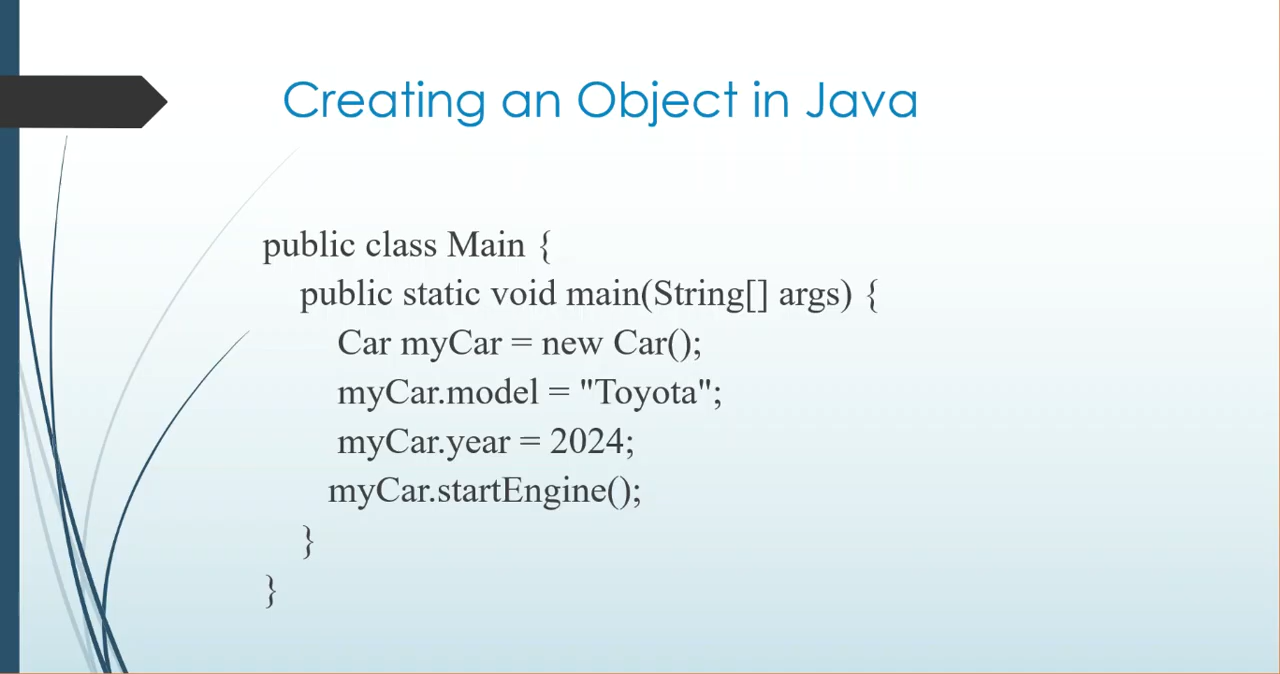 Creating an Object in Java
public class Main {
public static void main(String[] args) {
Car myCar = new Car();
myCar.model = "Toyota";
myCar.year = 2024;
myCar.startEngine();
}
}